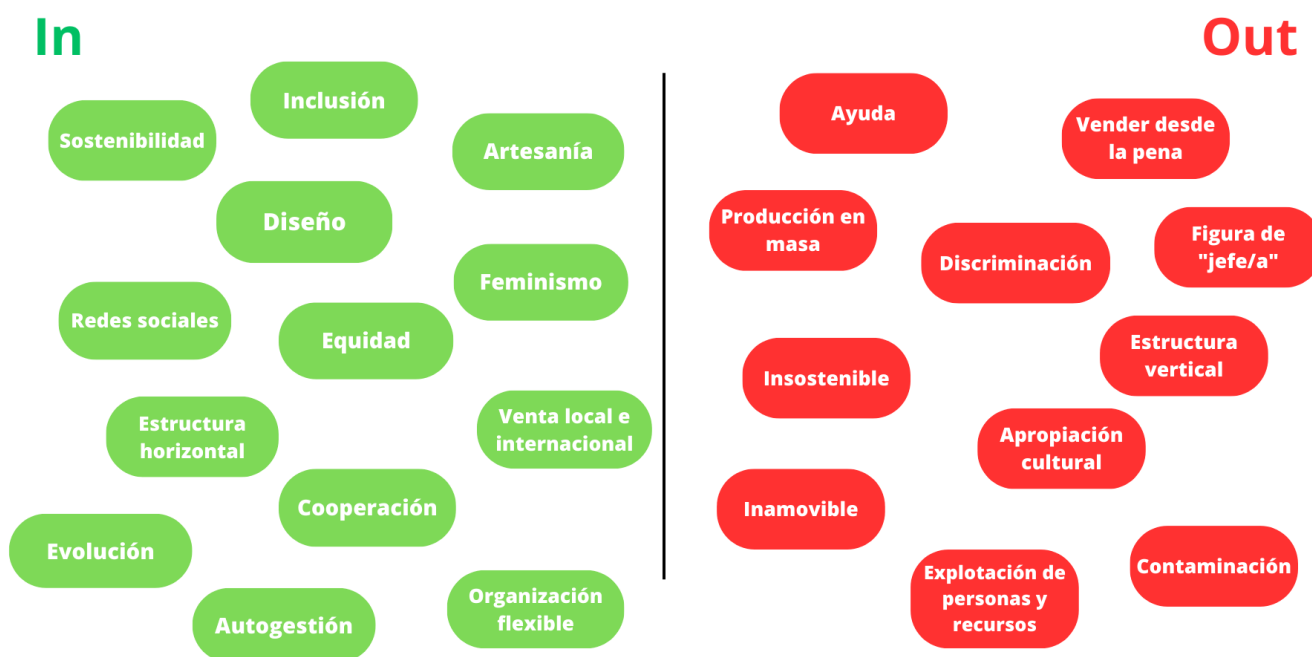 In
Out
Inclusión
Sostenibilidad
Artesanía
Diseño
Feminismo
Redes sociales
Equidad
Estructura
horizontal
Venta local e
internacional
Cooperación
Evolución
Autogestión
Organización
flexible
Ayuda
Vender desde
la pena
Producción en
masa
Discriminación
Figura de
"jefe/a"
Insostenible
Estructura
vertical
Apropiación
cultural
Inamovible
Explotación de
personas y
recursos
Contaminación